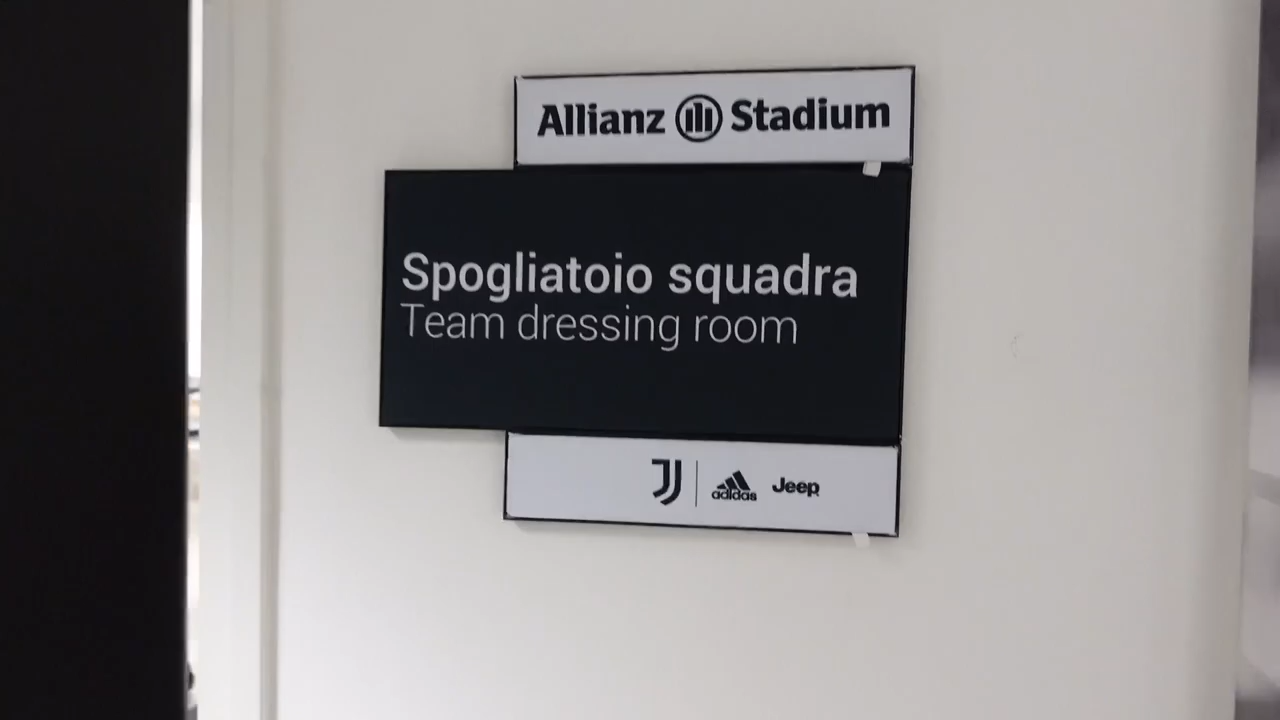 Allianz Stadium
Spogliatoio squadra
Team dressing room
J adidas Jeep